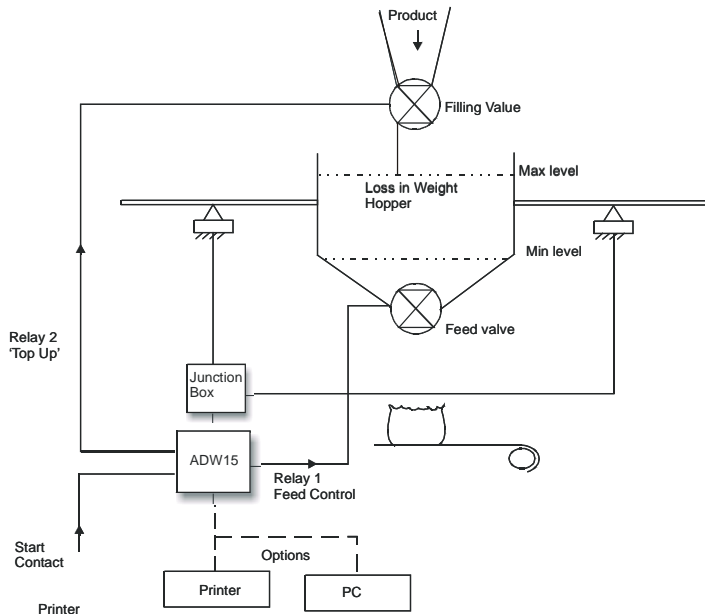 Product
Filling Value
Max level
Loss in Weight
Hopper
Min level
Feed valve
Relay 2
'Top Up'
Junction
Box
ADW15
Relay 1
Feed Control
Start
Contact
Options
Printer
PC
Printer